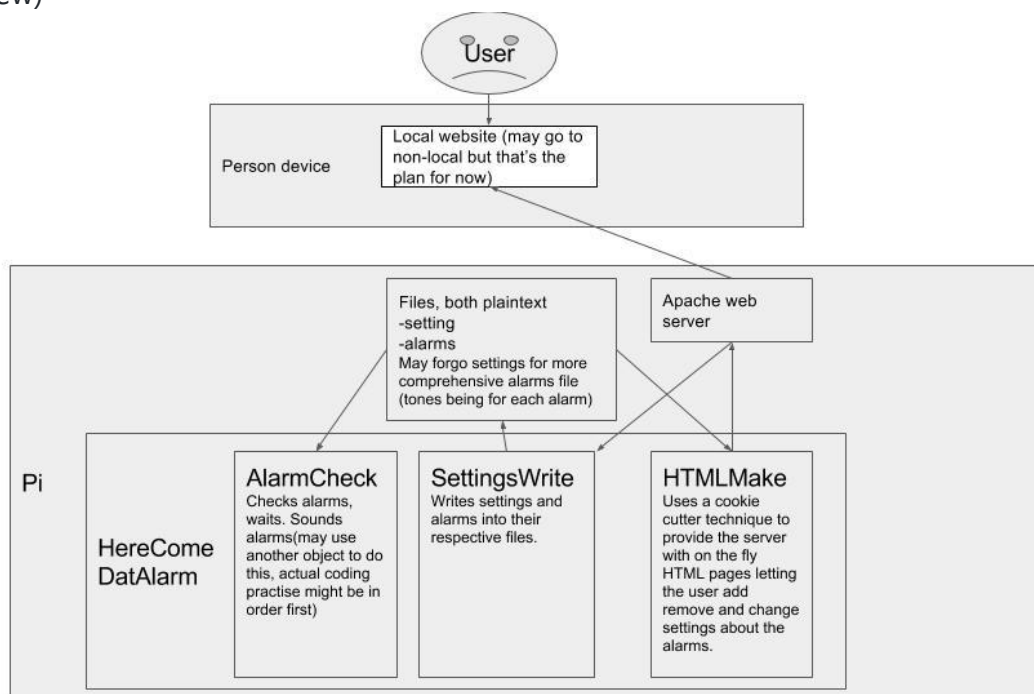 ew)
User
Person device
Local website (may go to
non-local but that's the
plan for now)
Files, both plaintext
-setting
-alarms
May forgo settings for more
comprehensive alarms file
(tones being for each alarm)
Apache web
server
Pi
HereCome
DatAlarm
AlarmCheck
Checks alarms,
waits. Sounds
alarms(may use
another object to do
this, actual coding
practise might be in
order first)
SettingsWrite
Writes settings and
alarms into their
respective files.
HTMLMake
Uses a cookie
cutter technique to
provide the server
with on the fly
HTML pages letting
the user add
remove and change
settings about the
alarms.